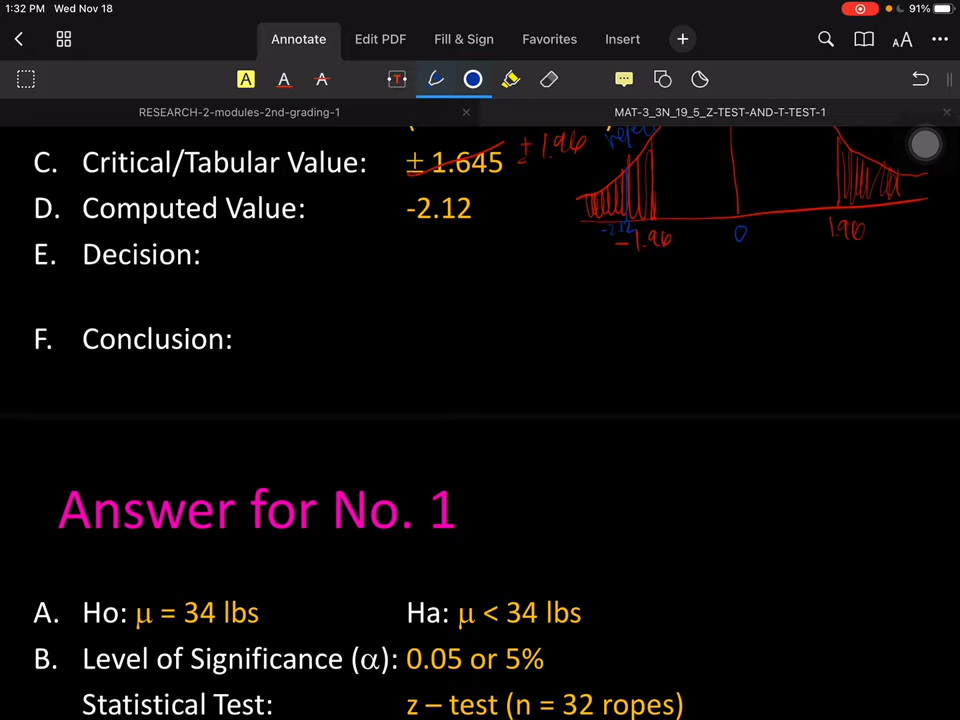 1:32 PM Wed Nov 18 91%
Annotate Edit PDF Fill & Sign Favorites Insert
RESEARCH-2-modules-2nd-grading-1 MAT-3_3N_19_5_Z-TEST-AND-T-TEST-1
C. Critical/Tabular Value: ± 1.645 ± 1.96
D. Computed Value: -2.12
-2.12 -1.96 0 1.96
E. Decision:
F. Conclusion:
Answer for No. 1
A. Ho: μ = 34 lbs Ha: μ < 34 lbs
B. Level of Significance (α): 0.05 or 5%
Statistical Test: z – test (n = 32 ropes)